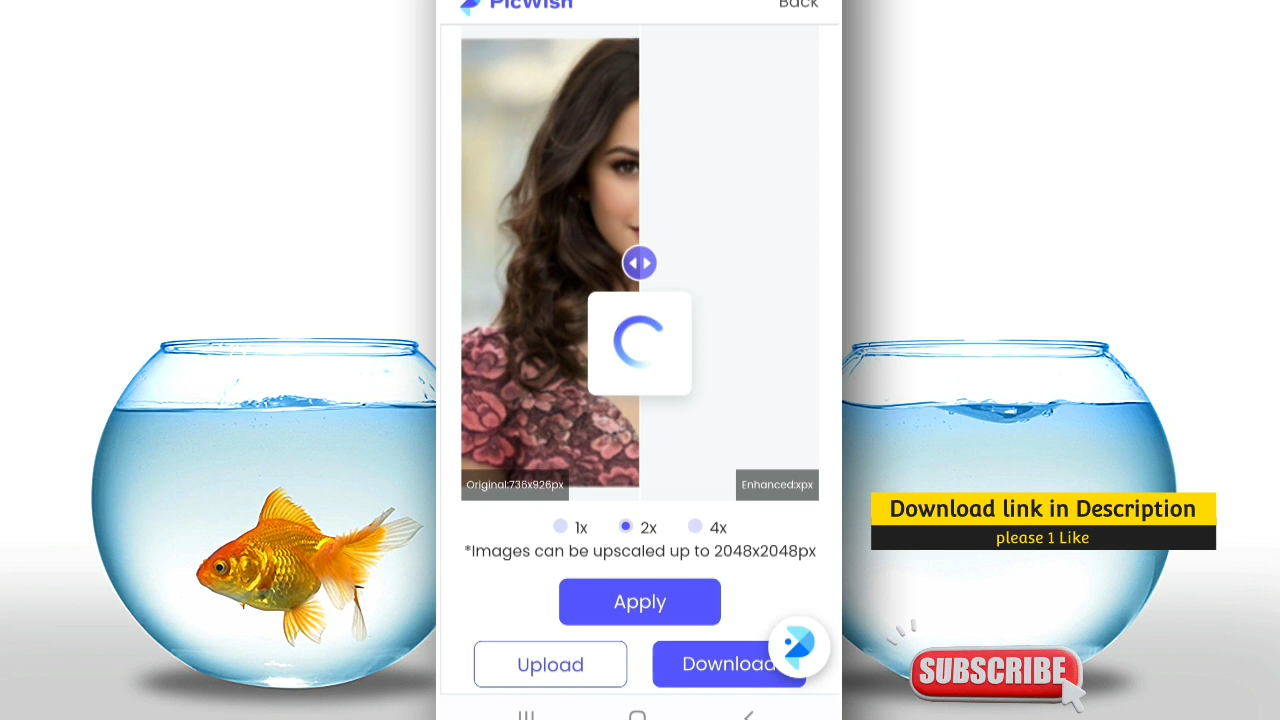 PicWish
Back
Original:736x926px
Enhanced:xpx
1x
2x
4x
*Images can be upscaled up to 2048x2048px
Apply
Upload
Download
Download link in Description
please 1 Like
SUBSCRIBE